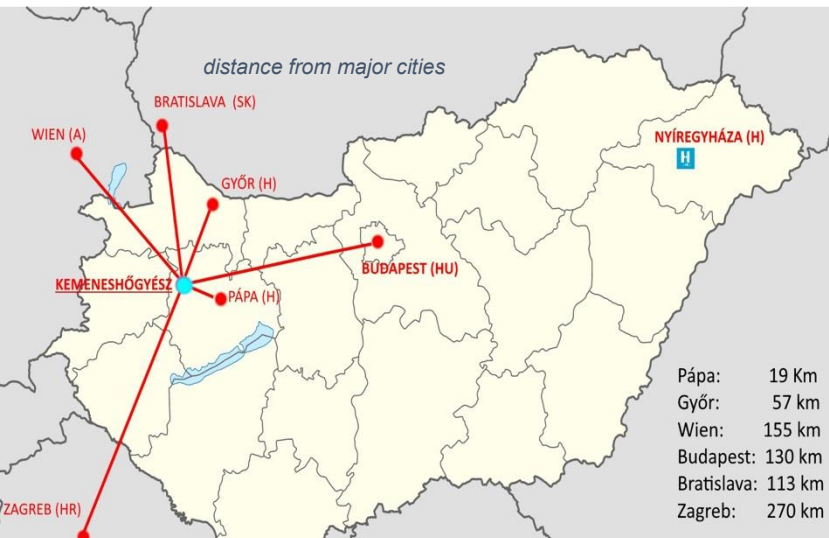 distance from major cities
BRATISLAVA (SK)
WIEN (A)
NYÍREGYHÁZA (H)
H
GYŐR (H)
BUDAPEST (HU)
KEMENESHŐGYÉSZ
PÁPA (H)
ZAGREB (HR)
Pápa: 19 Km
Győr: 57 km
Wien: 155 km
Budapest: 130 km
Bratislava: 113 km
Zagreb: 270 km